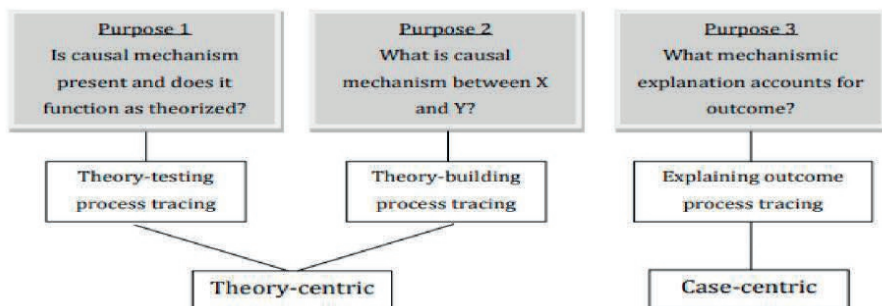 Purpose 1
Is causal mechanism
present and does it
function as theorized?
Purpose 2
What is causal
mechanism between X
and Y?
Purpose 3
What mechanismic
explanation accounts for
outcome?
Theory-testing
process tracing
Theory-building
process tracing
Explaining outcome
process tracing
Theory-centric
Case-centric